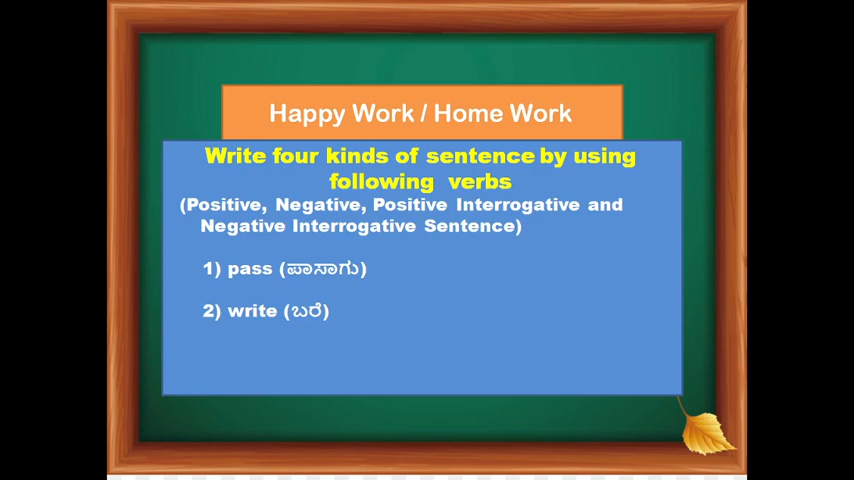 Happy Work / Home Work
Write four kinds of sentence by using
following verbs
(Positive, Negative, Positive Interrogative and
Negative Interrogative Sentence)
1) pass (ಪಾಸಾಗು)
2) write (ಬರೆ)